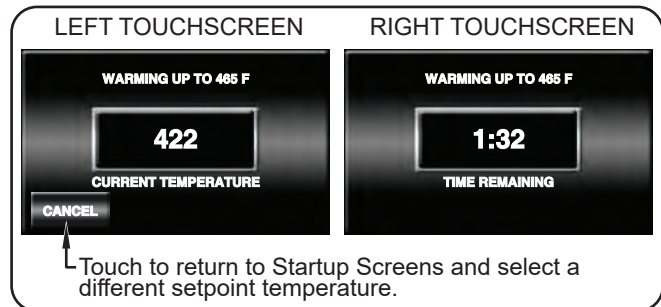 LEFT TOUCHSCREEN
WARMING UP TO 465 F
422
CURRENT TEMPERATURE
CANCEL
RIGHT TOUCHSCREEN
WARMING UP TO 465 F
1:32
TIME REMAINING
Touch to return to Startup Screens and select a
different setpoint temperature.